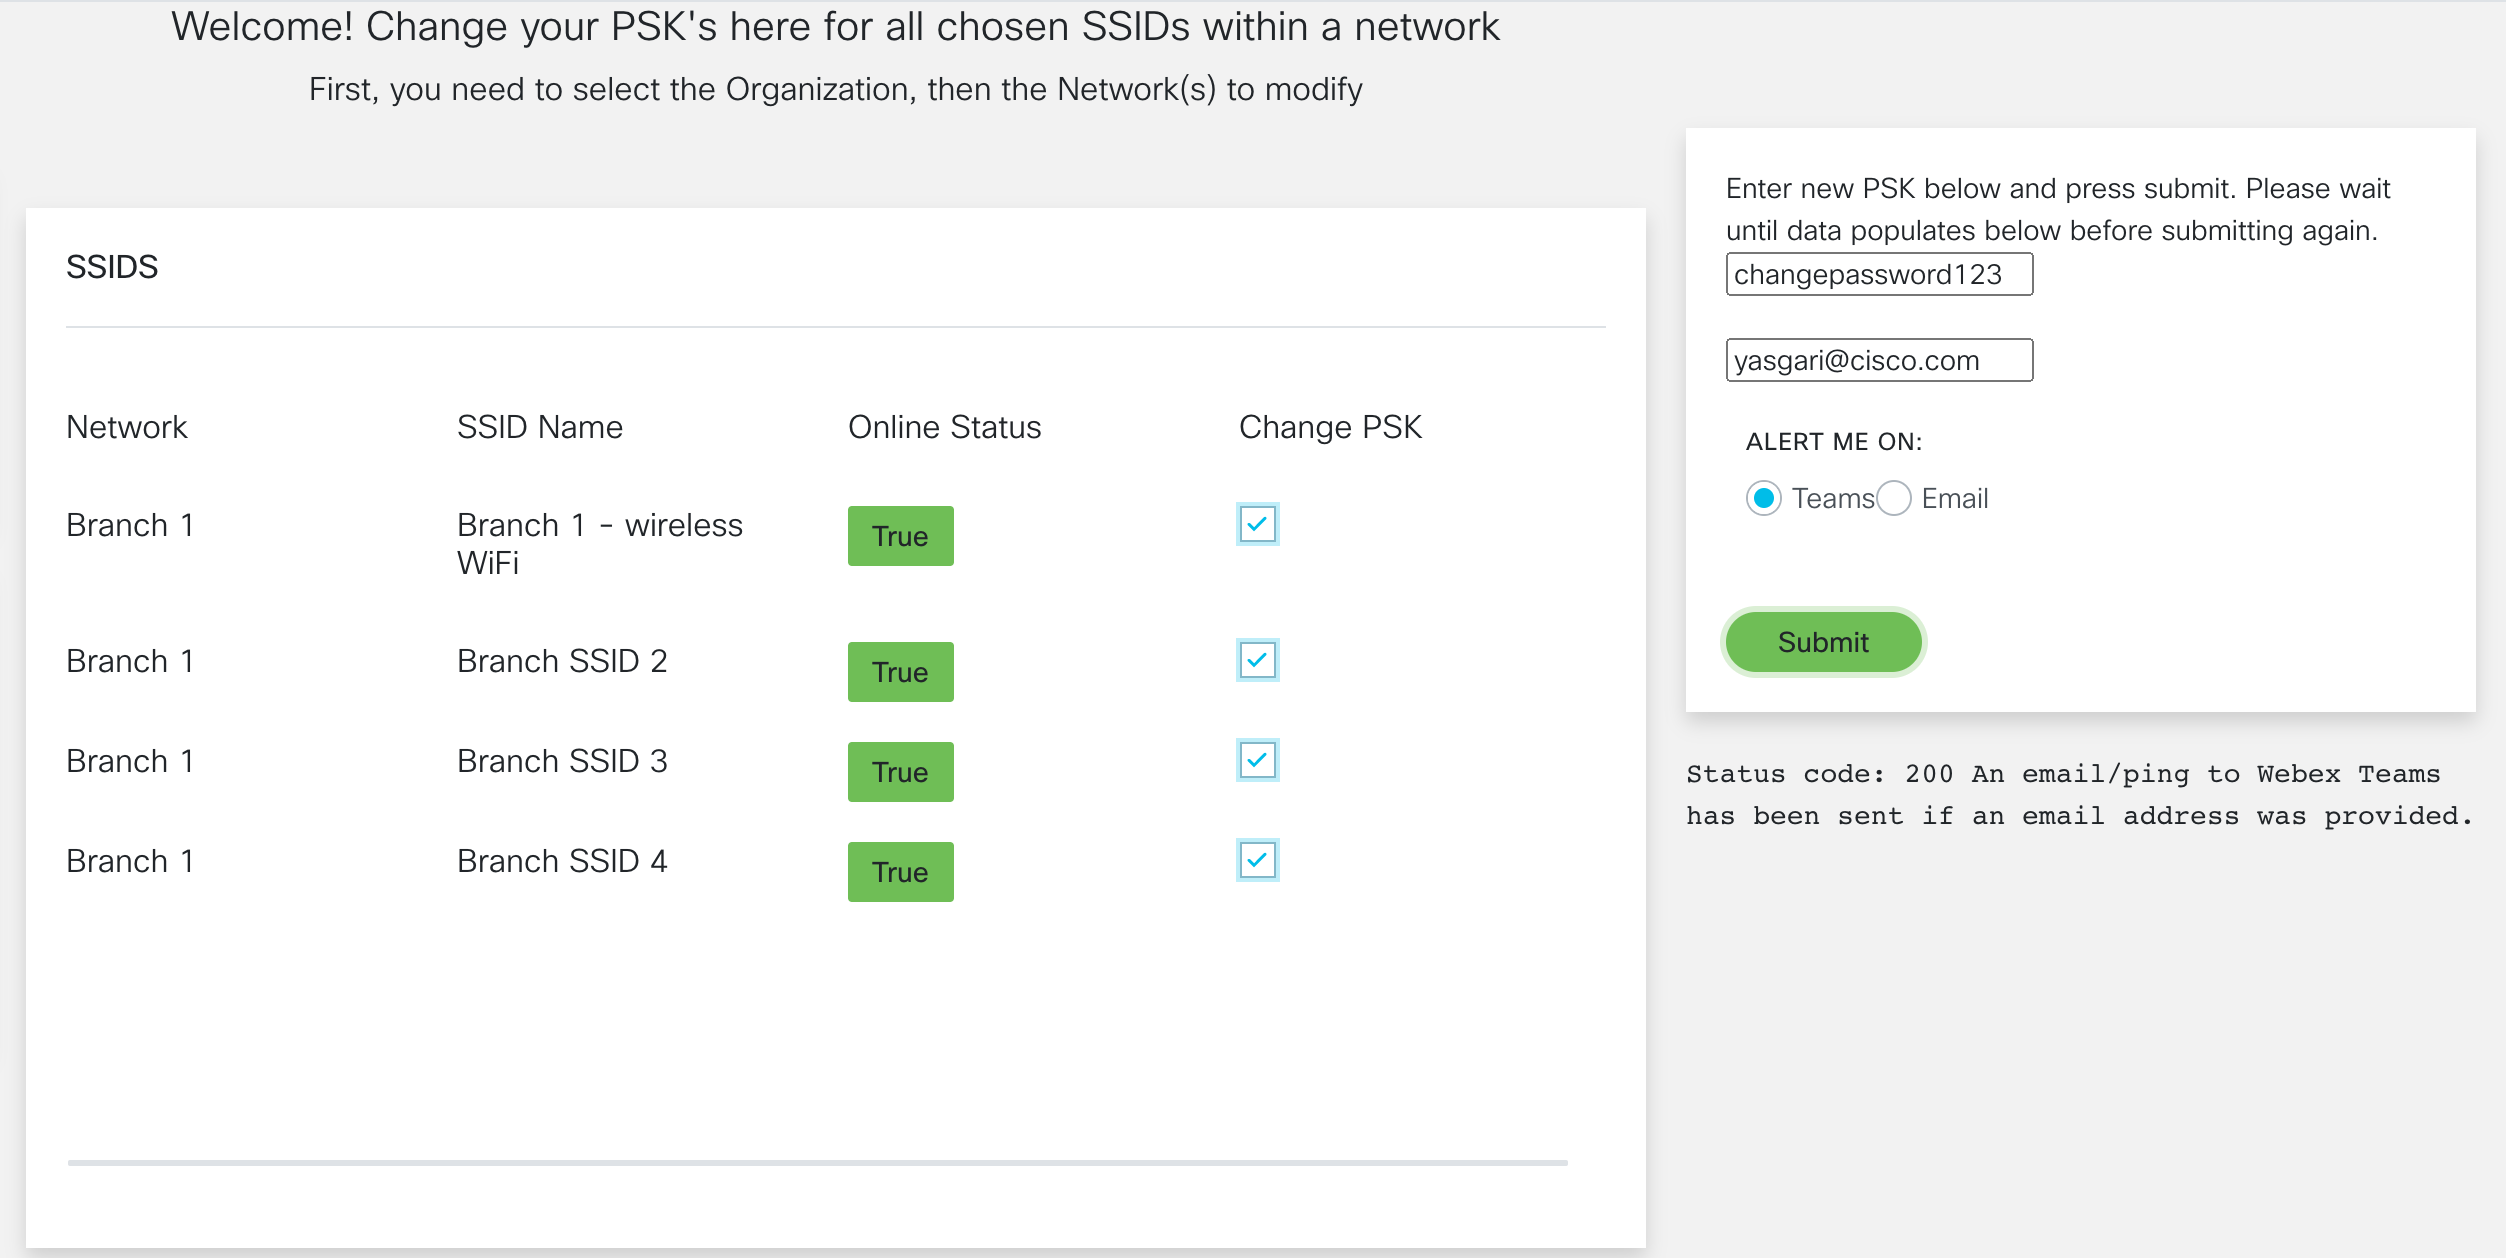 Welcome! Change your PSK's here for all chosen SSIDs within a network
First, you need to select the Organization, then the Network(s) to modify
SSIDS
Network SSID Name Online Status Change PSK
Branch 1 Branch 1 - wireless True
WiFi
Branch 1 Branch SSID 2 True
Branch 1 Branch SSID 3 True
Branch 1 Branch SSID 4 True
Enter new PSK below and press submit. Please wait
until data populates below before submitting again.
changepassword123
yasgari@cisco.com
ALERT ME ON:
Teams Email
Submit
Status code: 200 An email/ping to Webex Teams
has been sent if an email address was provided.